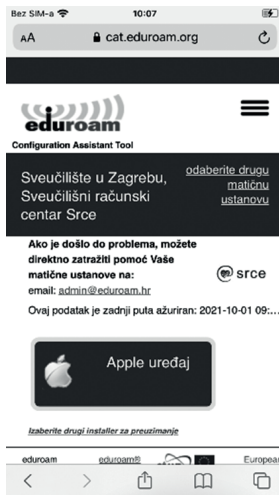 Bez SIM-a
10:07
AA
cat.eduroam.org
eduroam
Configuration Assistant Tool
Sveučilište u Zagrebu,
Sveučilišni računski
centar Srce
odaberite drugu
matičnu
ustanovu
Ako je došlo do problema, možete
direktno zatražiti pomoć Vaše
matične ustanove na:
email: admin@eduroam.hr
srce
Ovaj podatak je zadnji puta ažuriran: 2021-10-01 09:...
Apple uređaj
Izaberite drugi installer za preuzimanje
eduroam
eduroam®
Europea